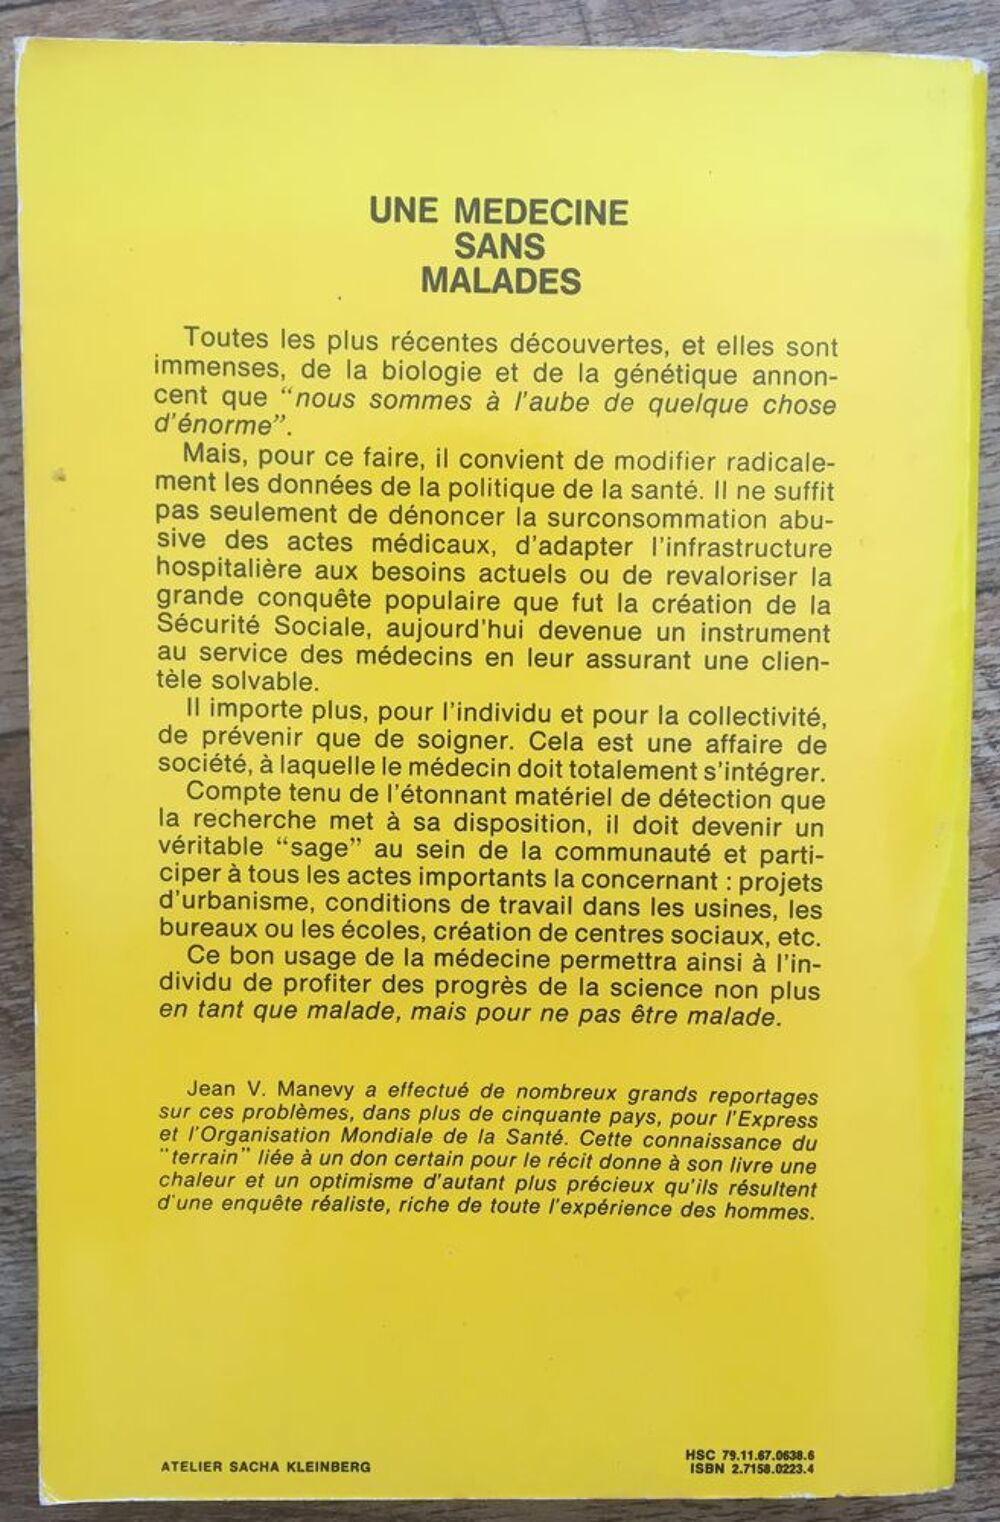 UNE MEDECINE
SANS
MALADES
Toutes les plus récentes découvertes, et elles sont
immenses, de la biologie et de la génétique annon-
cent que “nous sommes à l'aube de quelque chose
d'énorme”.
Mais, pour ce faire, il convient de modifier radicale-
ment les données de la politique de la santé. Il ne suffit
pas seulement de dénoncer la surconsommation abu-
sive des actes médicaux, d'adapter l'infrastructure
hospitalière aux besoins actuels ou de revaloriser la
grande conquête populaire que fut la création de la
Sécurité Sociale, aujourd'hui devenue un instrument
au service des médecins en leur assurant une clien-
tèle solvable.
Il importe plus, pour l'individu et pour la collectivité,
de prévenir que de soigner. Cela est une affaire de
société, à laquelle le médecin doit totalement s'intégrer.
Compte tenu de l'étonnant matériel de détection que
la recherche met à sa disposition, il doit devenir un
véritable “sage” au sein de la communauté et parti-
ciper à tous les actes importants la concernant : projets
d'urbanisme, conditions de travail dans les usines, les
bureaux ou les écoles, création de centres sociaux, etc.
Ce bon usage de la médecine permettra ainsi à l'in-
dividu de profiter des progrès de la science non plus
en tant que malade, mais pour ne pas être malade.
Jean V. Manevy a effectué de nombreux grands reportages
sur ces problèmes, dans plus de cinquante pays, pour l'Express
et l'Organisation Mondiale de la Santé. Cette connaissance du
“terrain” liée à un don certain pour le récit donne à son livre une
chaleur et un optimisme d'autant plus précieux qu'ils résultent
d'une enquête réaliste, riche de toute l'expérience des hommes.
ATELIER SACHA KLEINBERG
HSC 79.11.67.0638.6
ISBN 2.7158.0223.4